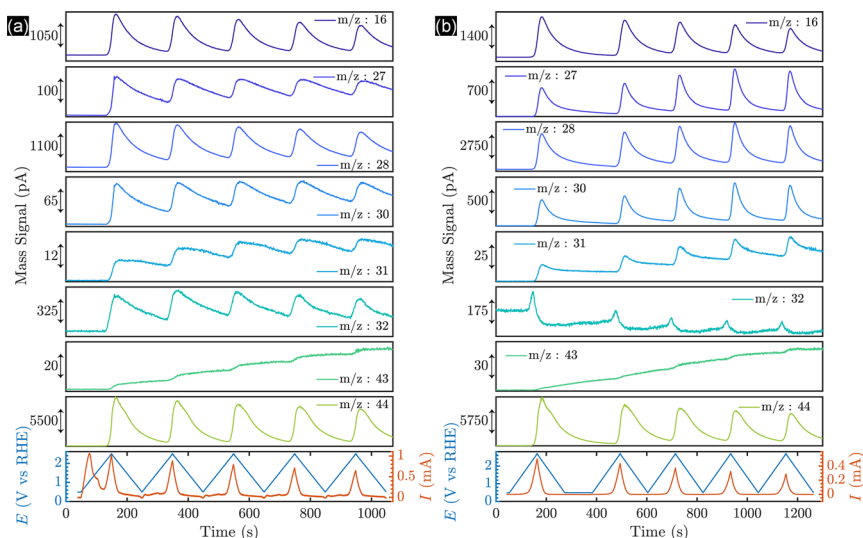 (a)
Mass Signal (pA)
1050
m/z : 16
100
m/z : 27
1100
m/z : 28
65
m/z : 30
12
m/z : 31
325
m/z : 32
20
m/z : 43
5500
m/z : 44
E (V vs RHE)
2
1
0
1
0.5
0
I (mA)
0 200 400 600 800 1000
Time (s)
(b)
Mass Signal (pA)
1400
m/z : 16
700
m/z : 27
2750
m/z : 28
500
m/z : 30
25
m/z : 31
175
m/z : 32
30
m/z : 43
5750
m/z : 44
E (V vs RHE)
2
1
0
0.4
0.2
0
I (mA)
0 200 400 600 800 1000 1200
Time (s)